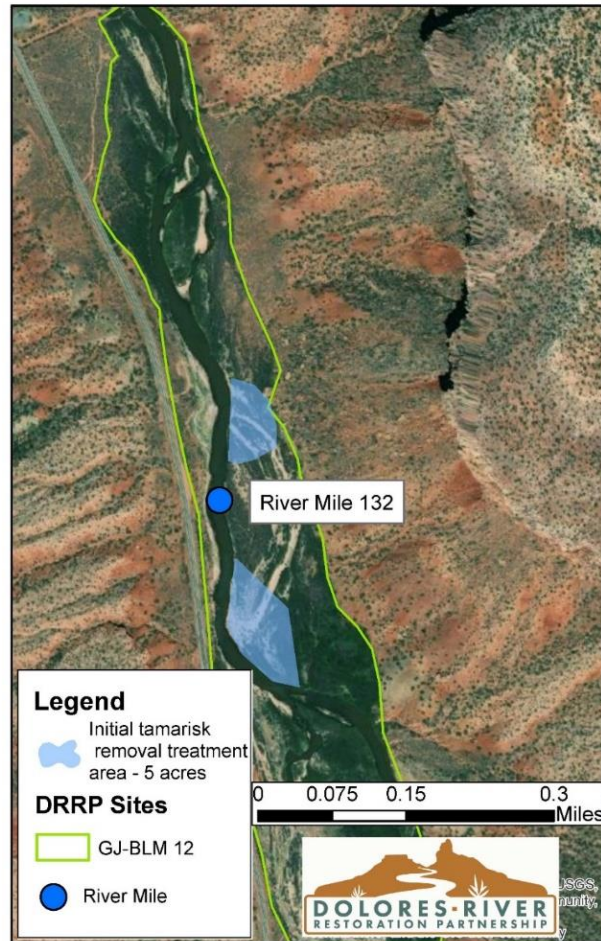 River Mile 132
Legend
Initial tamarisk
removal treatment
area - 5 acres
DRRP Sites
GJ-BLM 12
River Mile
0 0.075 0.15 0.3
Miles
DOLORES·RIVER
RESTORATION PARTNERSHIP